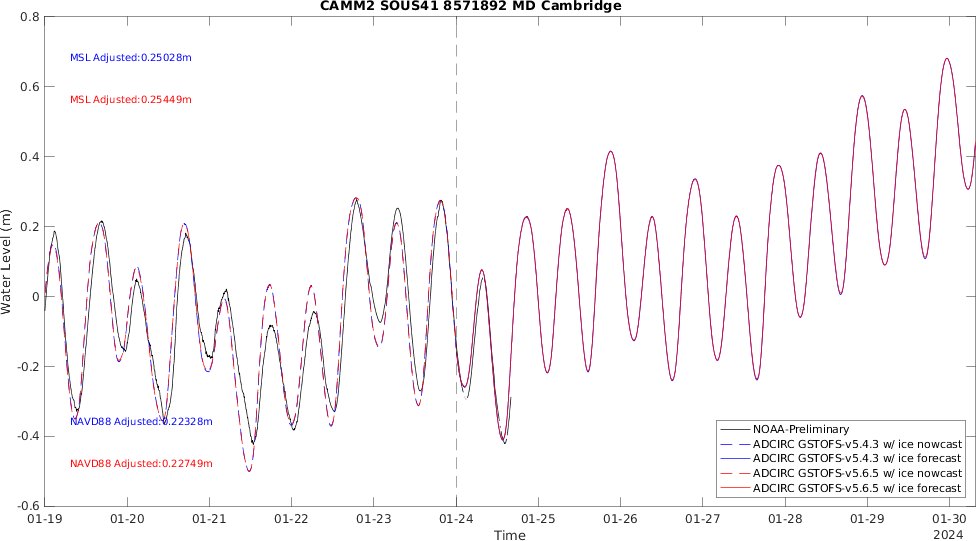 CAMM2 SOUS41 8571892 MD Cambridge
0.8
0.6
0.4
0.2
0
-0.2
-0.4
-0.6
Water Level (m)
MSL Adjusted:0.25028m
MSL Adjusted:0.25449m
NAVD88 Adjusted:0.22328m
NAVD88 Adjusted:0.22749m
NOAA-Preliminary
ADCIRC GSTOFS-v5.4.3 w/ ice nowcast
ADCIRC GSTOFS-v5.4.3 w/ ice forecast
ADCIRC GSTOFS-v5.6.5 w/ ice nowcast
ADCIRC GSTOFS-v5.6.5 w/ ice forecast
01-19 01-20 01-21 01-22 01-23 01-24 01-25 01-26 01-27 01-28 01-29 01-30
Time
2024